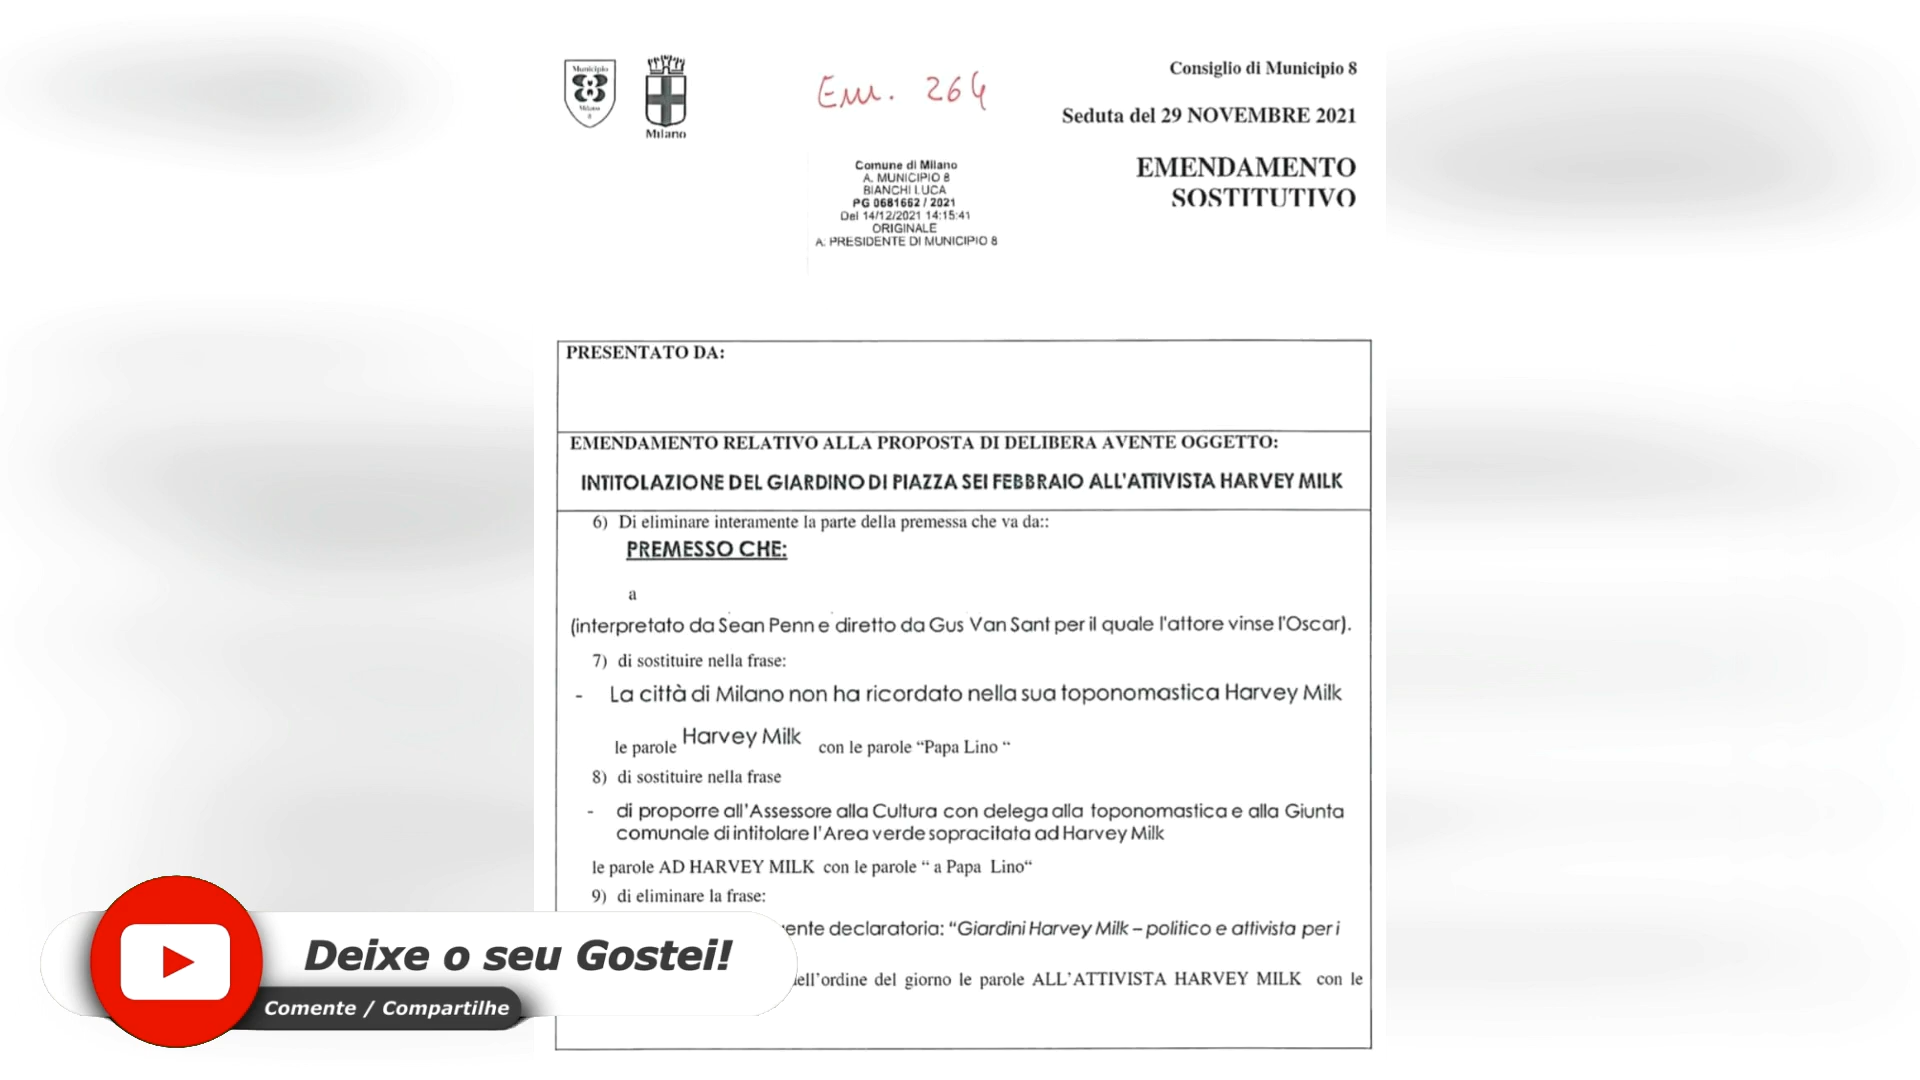 Municipio
8
Milano
8
Milano
Em. 264
Consiglio di Municipio 8
Seduta del 29 NOVEMBRE 2021
EMENDAMENTO
SOSTITUTIVO
Comune di Milano
A. MUNICIPIO 8
BIANCHI LUCA
PG 0681662 / 2021
Del 14/12/2021 14:15:41
ORIGINALE
A: PRESIDENTE DI MUNICIPIO 8
PRESENTATO DA:
EMENDAMENTO RELATIVO ALLA PROPOSTA DI DELIBERA AVENTE OGGETTO:
INTITOLAZIONE DEL GIARDINO DI PIAZZA SEI FEBBRAIO ALL'ATTIVISTA HARVEY MILK
6) Di eliminare interamente la parte della premessa che va da::
PREMESSO CHE:
a
(interpretato da Sean Penn e diretto da Gus Van Sant per il quale l'attore vinse l'Oscar).
7) di sostituire nella frase:
- La città di Milano non ha ricordato nella sua toponomastica Harvey Milk
le parole Harvey Milk con le parole “Papa Lino “
8) di sostituire nella frase
- di proporre all'Assessore alla Cultura con delega alla toponomastica e alla Giunta
comunale di intitolare l'Area verde sopracitata ad Harvey Milk
le parole AD HARVEY MILK con le parole “ a Papa Lino“
9) di eliminare la frase:
declaratoria: “Giardini Harvey Milk – politico e attivista per i
dell'ordine del giorno le parole ALL'ATTIVISTA HARVEY MILK con le
Deixe o seu Gostei!
Comente / Compartilhe